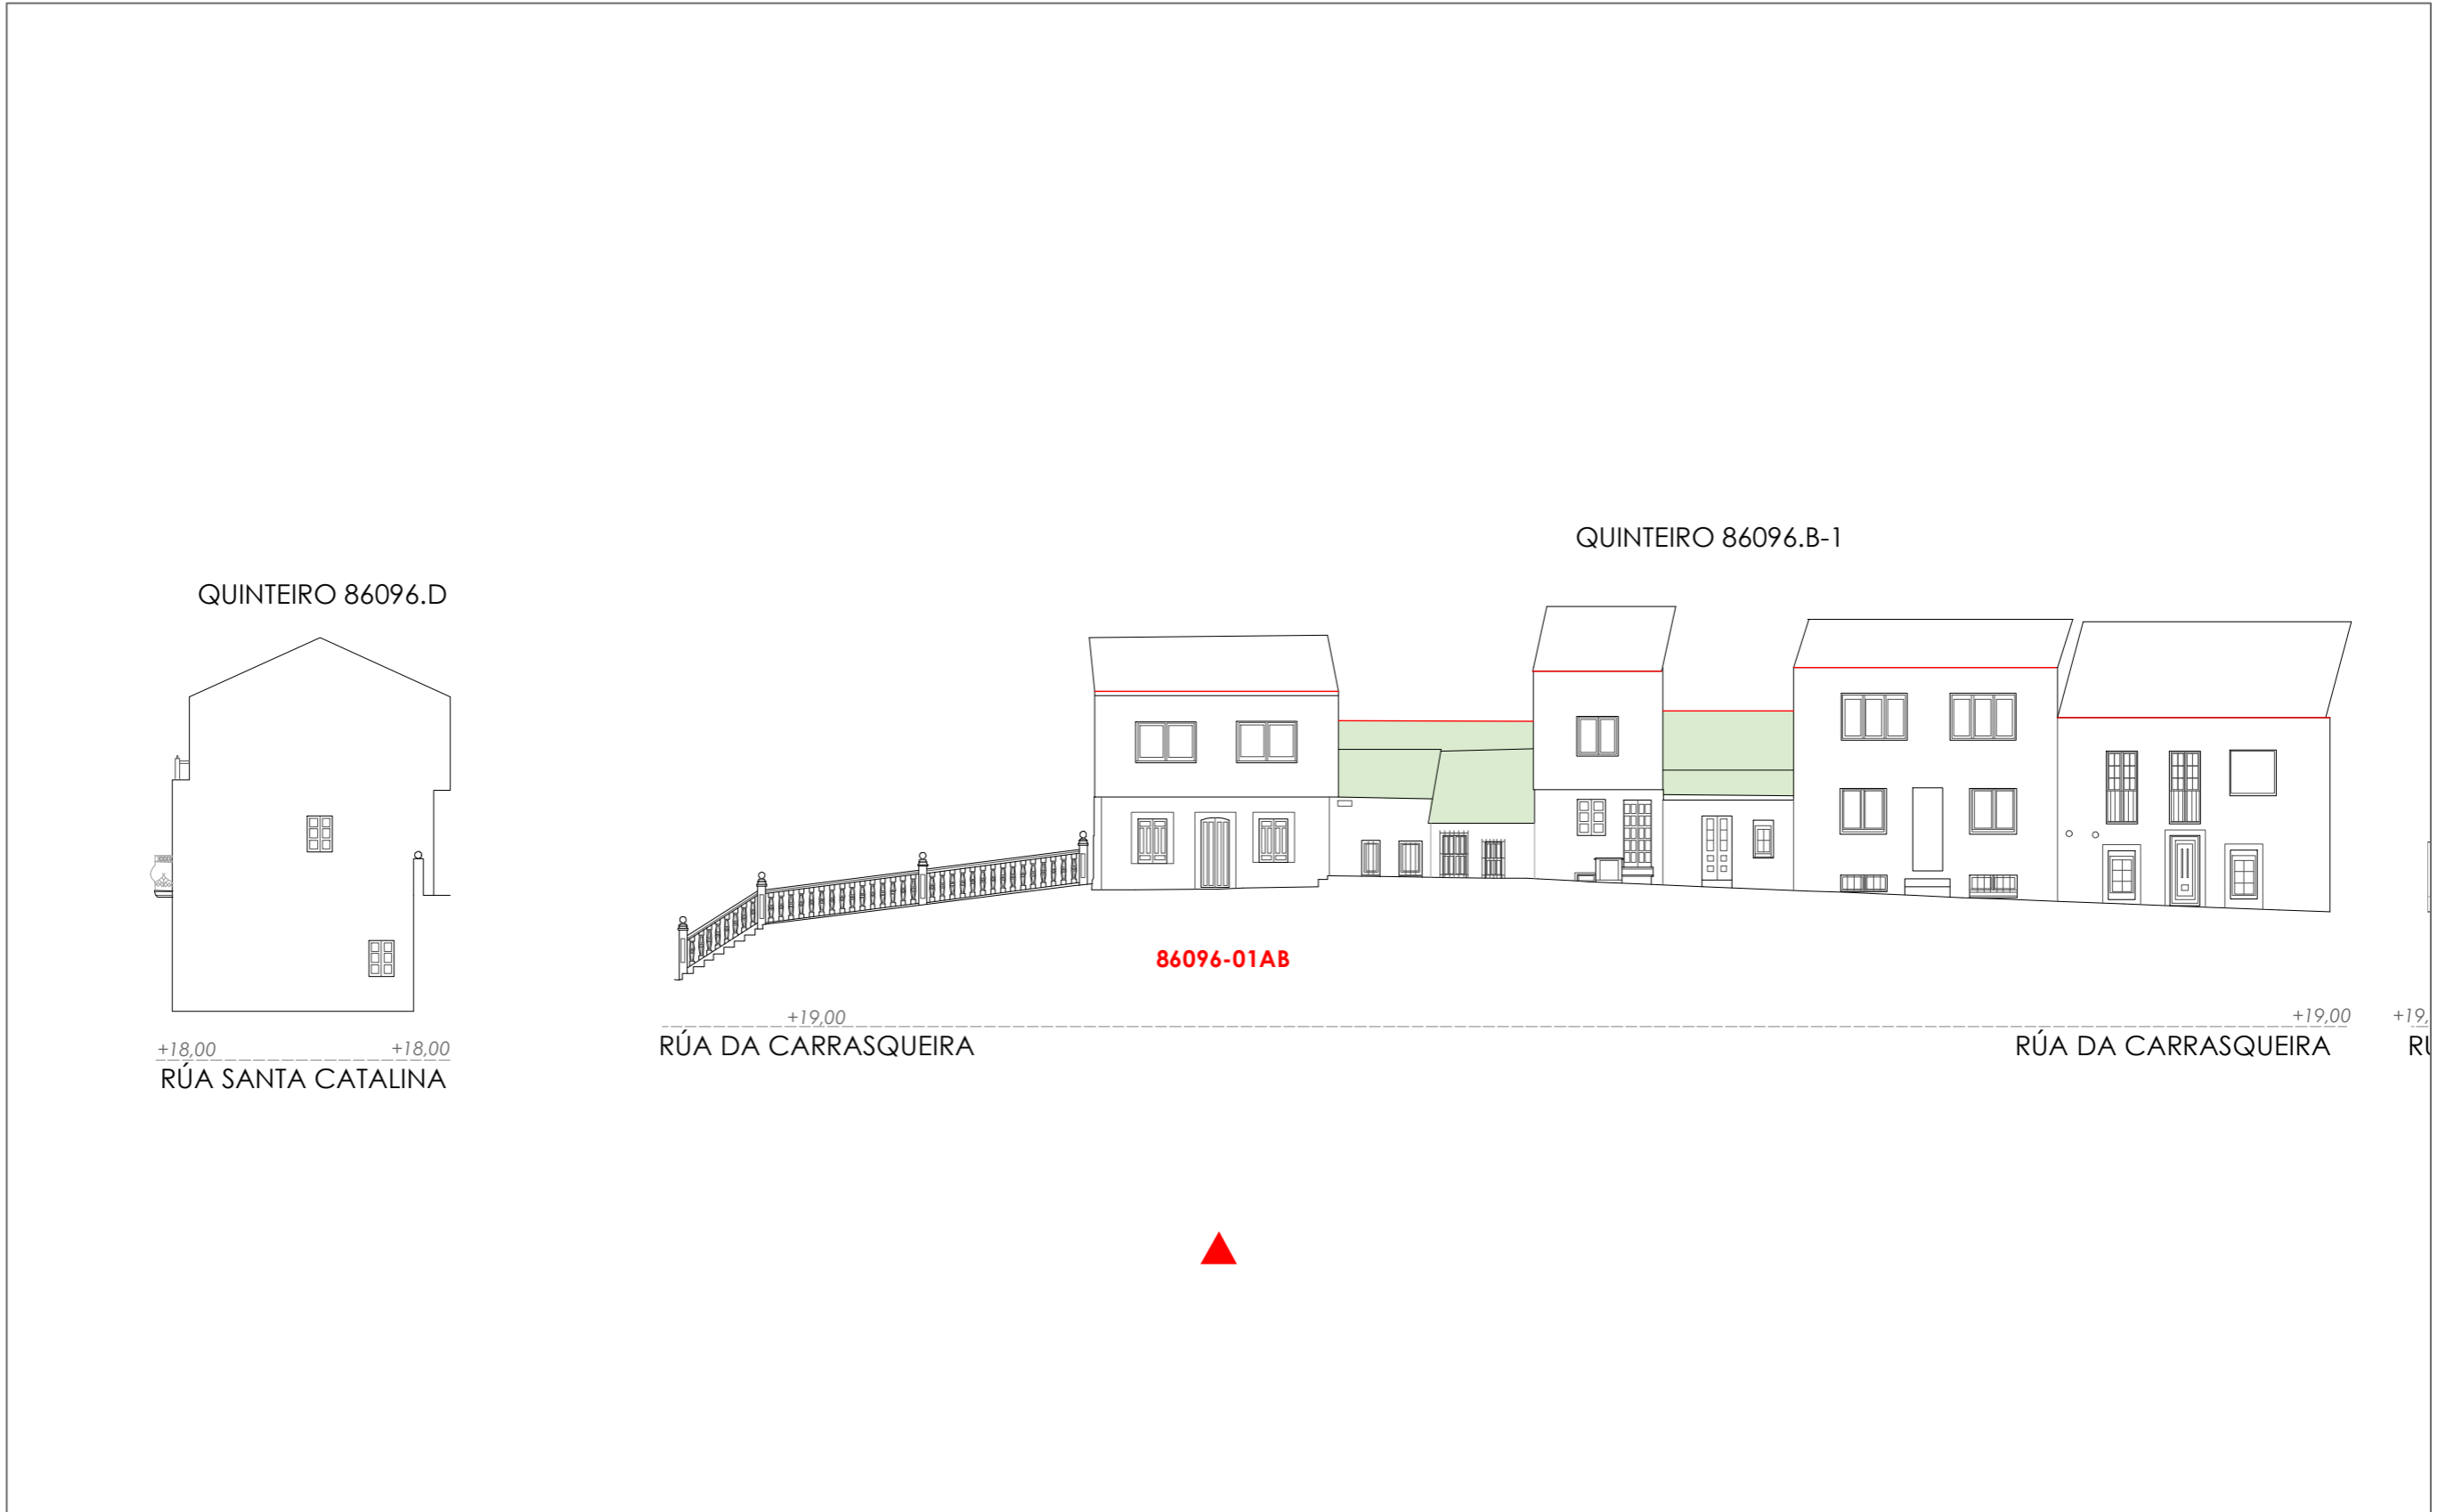 QUINTEIRO 86096.B-1
QUINTEIRO 86096.D
86096-01AB
+19,00
+19,00
+19,
RÚA DA CARRASQUEIRA
RÚA DA CARRASQUEIRA
+18,00
+18,00
RÚA SANTA CATALINA